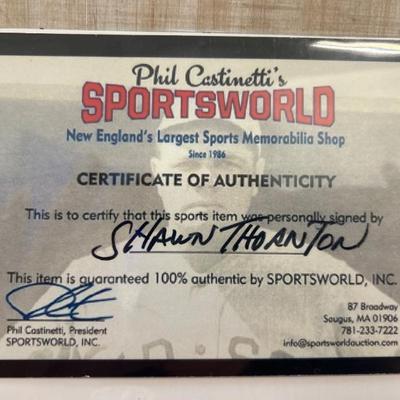 Phil Castinetti's
SPORTSWORLD
New England's Largest Sports Memorabilia Shop
Since 1986
CERTIFICATE OF AUTHENTICITY
This is to certify that this sports item was personally signed by
SHAWN THORNTON
This item is guaranteed 100% authentic by SPORTSWORLD, INC.
Phil Castinetti, President
SPORTSWORLD, INC.
87 Broadway
Saugus, MA 01906
781-233-7222
info@sportsworldauction.com